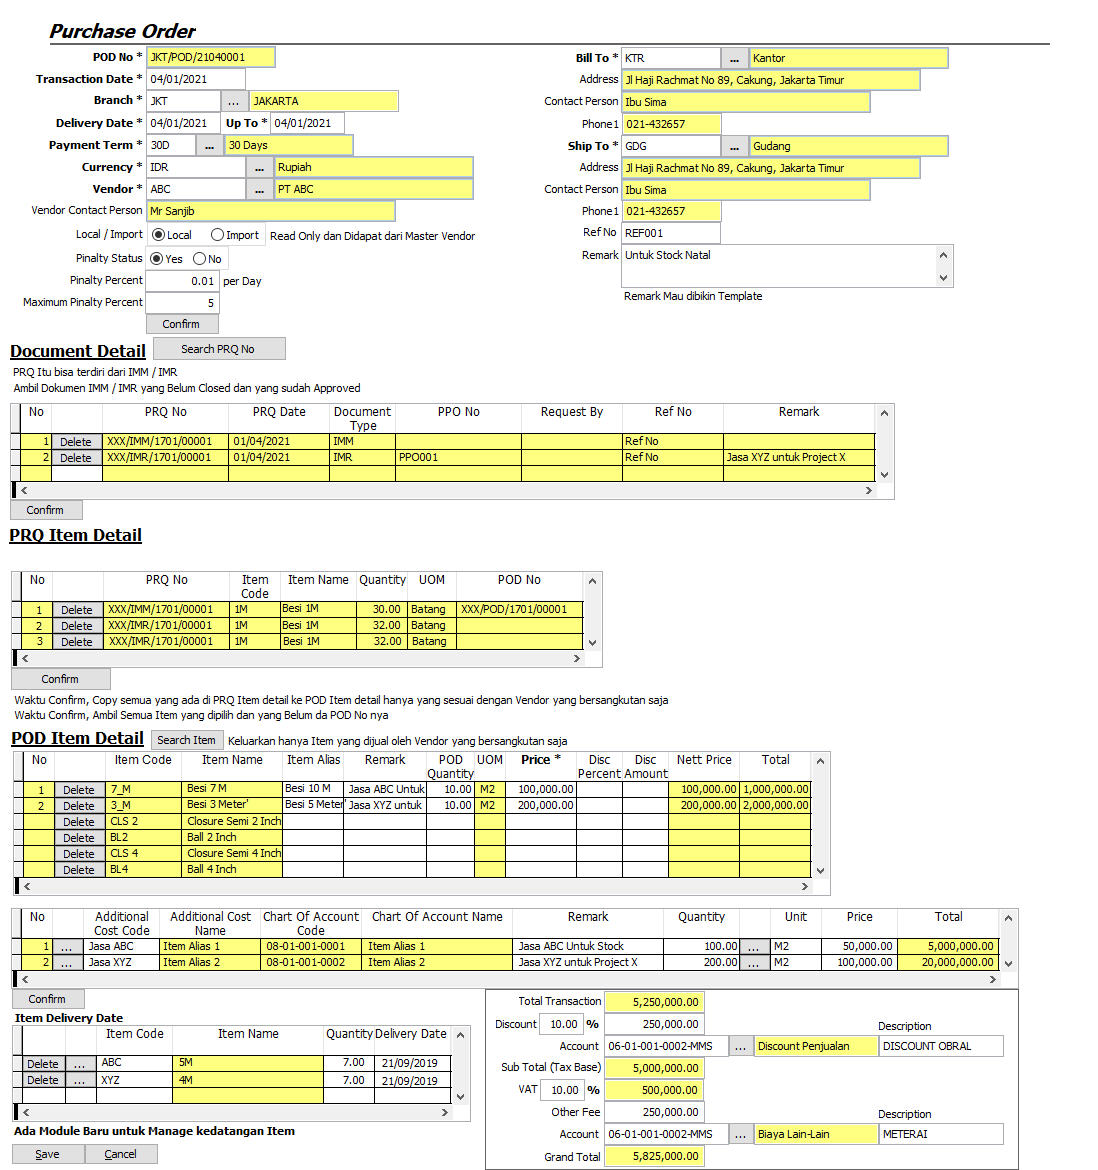 Purchase Order
POD No * JKT/POD/21040001
Transaction Date * 04/01/2021
Branch * JKT ... JAKARTA
Delivery Date * 04/01/2021 Up To * 04/01/2021
Payment Term * 30D ... 30 Days
Currency * IDR ... Rupiah
Vendor * ABC ... PT ABC
Vendor Contact Person Mr Sanjib
Local / Import Local Import Read Only dan Didapat dari Master Vendor
Pinalty Status Yes No
Pinalty Percent 0.01 per Day
Maximum Pinalty Percent 5
Confirm
Bill To * KTR ... Kantor
Address Jl Haji Rachmat No 89, Cakung, Jakarta Timur
Contact Person Ibu Sima
Phone1 021-432657
Ship To * GDG ... Gudang
Address Jl Haji Rachmat No 89, Cakung, Jakarta Timur
Contact Person Ibu Sima
Phone1 021-432657
Ref No REF001
Remark Untuk Stock Natal
Remark Mau dibikin Template
Document Detail Search PRQ No
PRQ Itu bisa terdiri dari IMM / IMR
Ambil Dokumen IMM / IMR yang Belum Closed dan yang sudah Approved
No PRQ No PRQ Date Document Type PPO No Request By Ref No Remark
1 Delete XXX/IMM/1701/00001 01/04/2021 IMM Ref No
2 Delete XXX/IMR/1701/00001 01/04/2021 IMR PPO001 Ref No Jasa XYZ untuk Project X
Confirm
PRQ Item Detail
No PRQ No Item Code Item Name Quantity UOM POD No
1 Delete XXX/IMM/1701/00001 1M Besi 1M 30.00 Batang XXX/POD/1701/00001
2 Delete XXX/IMR/1701/00001 1M Besi 1M 32.00 Batang
3 Delete XXX/IMR/1701/00001 1M Besi 1M 32.00 Batang
Confirm
Waktu Confirm, Copy semua yang ada di PRQ Item detail ke POD Item detail hanya yang sesuai dengan Vendor yang bersangkutan saja
Waktu Confirm, Ambil Semua Item yang dipilih dan yang Belum da POD No nya
POD Item Detail Search Item Keluarkan hanya Item yang dijual oleh Vendor yang bersangkutan saja
No Item Code Item Name Item Alias Remark POD Quantity UOM Price * Disc Percent Disc Amount Nett Price Total
1 Delete 7_M Besi 7 M Besi 10 M Jasa ABC Untuk 10.00 M2 100,000.00 100,000.00 1,000,000.00
2 Delete 3_M Besi 3 Meter' Besi 5 Meter' Jasa XYZ untuk 10.00 M2 200,000.00 200,000.00 2,000,000.00
Delete CLS 2 Closure Semi 2 Inch
Delete BL2 Ball 2 Inch
Delete CLS 4 Closure Semi 4 Inch
Delete BL4 Ball 4 Inch
No Additional Cost Code Additional Cost Name Chart Of Account Code Chart Of Account Name Remark Quantity Unit Price Total
1 ... Jasa ABC Item Alias 1 08-01-001-0001 Item Alias 1 Jasa ABC Untuk Stock 100.00 ... M2 50,000.00 5,000,000.00
2 ... Jasa XYZ Item Alias 2 08-01-001-0002 Item Alias 2 Jasa XYZ untuk Project X 200.00 ... M2 100,000.00 20,000,000.00
Confirm
Item Delivery Date
Item Code Item Name Quantity Delivery Date
Delete ... ABC 5M 7.00 21/09/2019
Delete ... XYZ 4M 7.00 21/09/2019
Ada Module Baru untuk Manage kedatangan Item
Save Cancel
Total Transaction 5,250,000.00
Discount 10.00 % 250,000.00 Description
Account 06-01-001-0002-MMS ... Discount Penjualan DISCOUNT OBRAL
Sub Total (Tax Base) 5,000,000.00
VAT 10.00 % 500,000.00
Other Fee 250,000.00 Description
Account 06-01-001-0002-MMS ... Biaya Lain-Lain METERAI
Grand Total 5,825,000.00